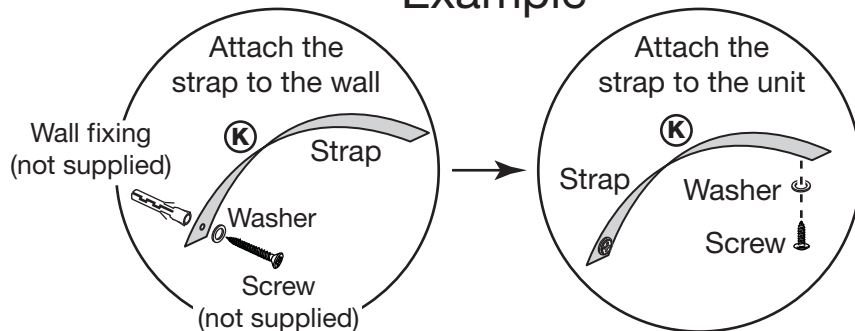 Example
Attach the
strap to the wall
Wall fixing
(not supplied)
K
Strap
Washer
Screw
(not supplied)
Attach the
strap to the unit
K
Strap
Washer
Screw